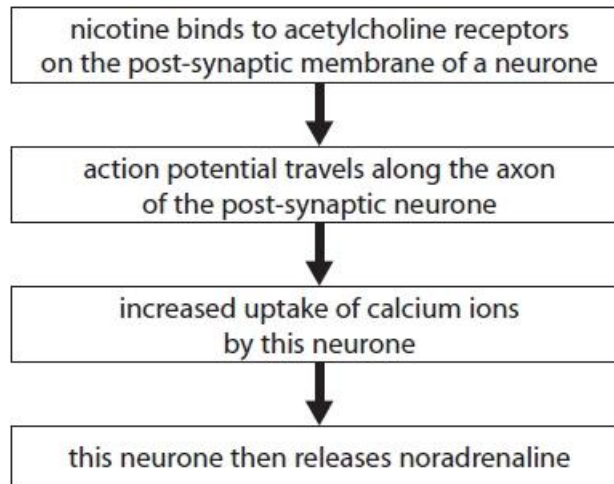 nicotine binds to acetylcholine receptors
on the post-synaptic membrane of a neurone
action potential travels along the axon
of the post-synaptic neurone
increased uptake of calcium ions
by this neurone
this neurone then releases noradrenaline